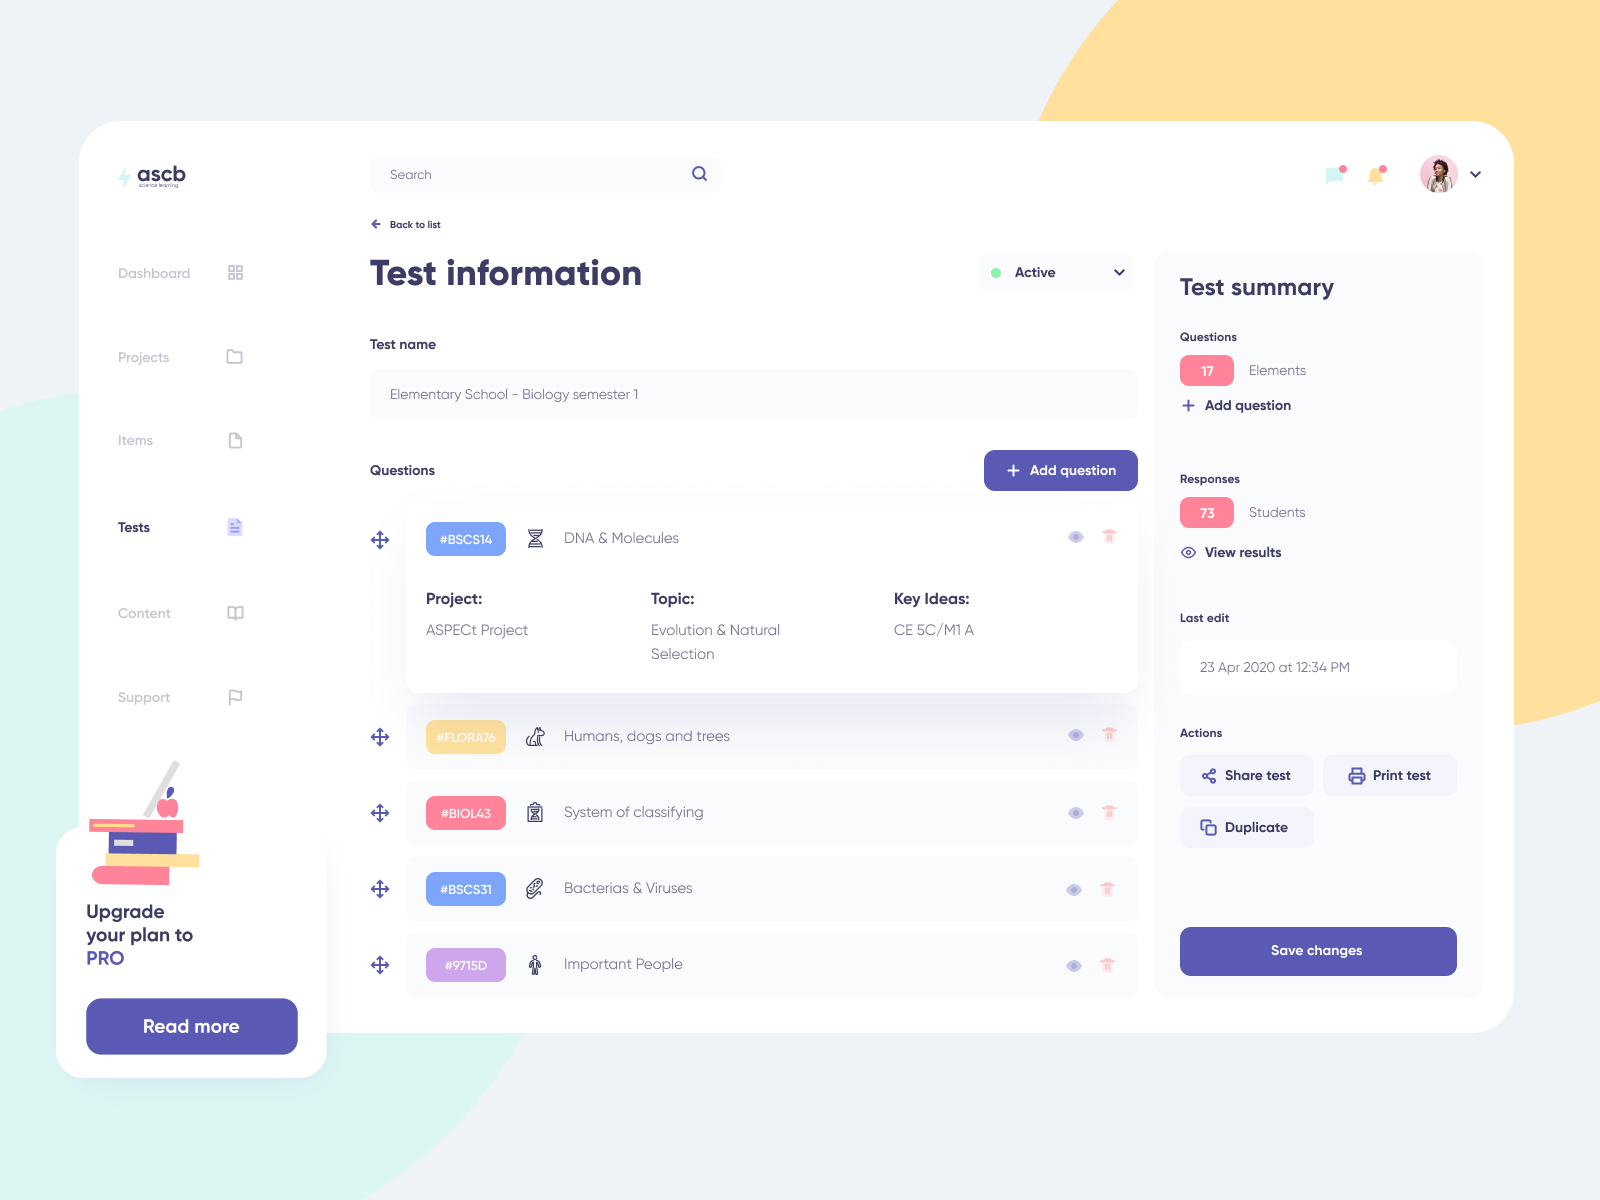 ascb
science learning
Search
Back to list
Dashboard
Projects
Items
Tests
Content
Support
Upgrade
your plan to
PRO
Read more
Test information
Active
Test name
Elementary School - Biology semester 1
Questions
+ Add question
#BSCS14
DNA & Molecules
Project:
ASPECt Project
Topic:
Evolution & Natural
Selection
Key Ideas:
CE 5C/M1 A
#FLORA76
Humans, dogs and trees
#BIOL43
System of classifying
#BSCS31
Bacterias & Viruses
#9715D
Important People
Test summary
Questions
17 Elements
+ Add question
Responses
73 Students
View results
Last edit
23 Apr 2020 at 12:34 PM
Actions
Share test
Print test
Duplicate
Save changes